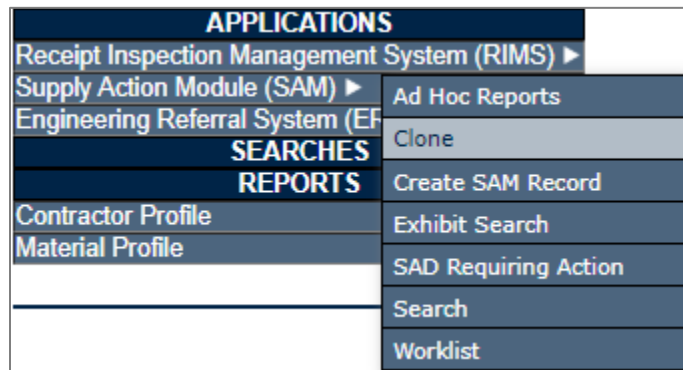 APPLICATIONS
Receipt Inspection Management System (RIMS) ►
Supply Action Module (SAM) ►
Engineering Referral System (ER
SEARCHES
REPORTS
Contractor Profile
Material Profile
Ad Hoc Reports
Clone
Create SAM Record
Exhibit Search
SAD Requiring Action
Search
Worklist